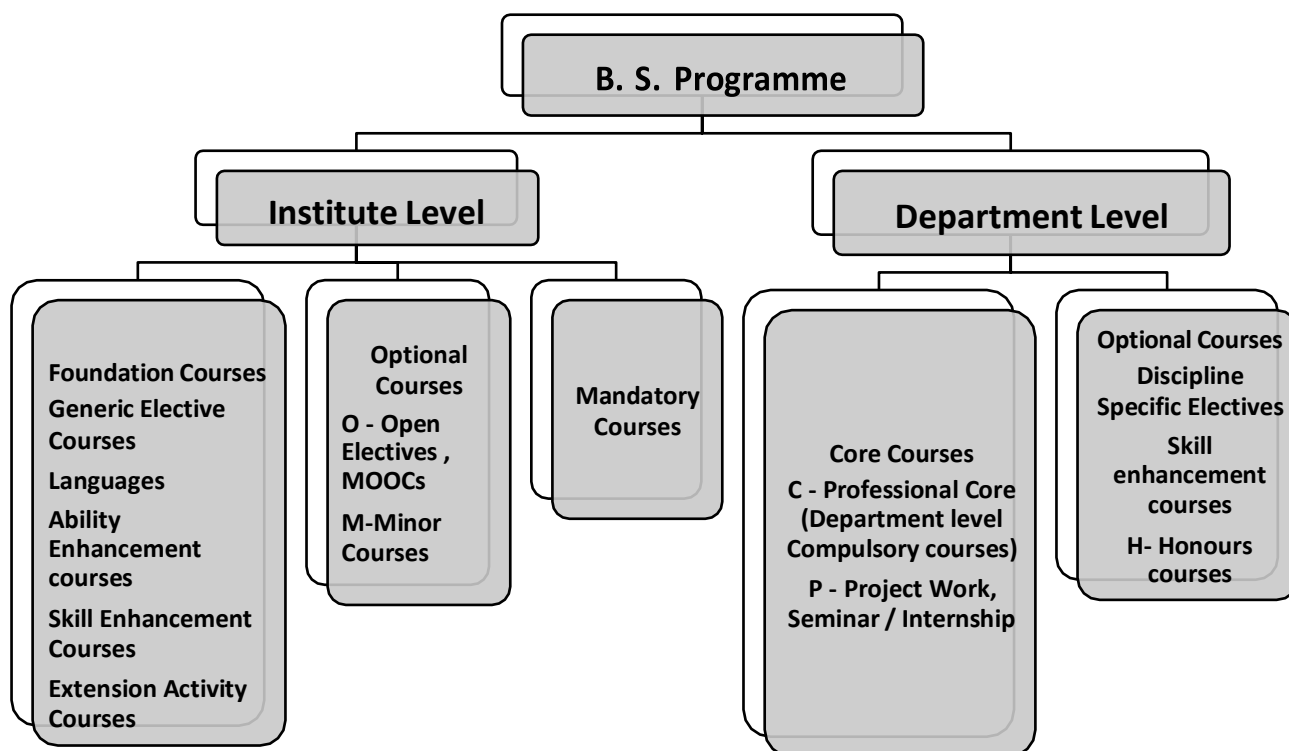 B. S. Programme
Institute Level
Department Level
Foundation Courses
Generic Elective
Courses
Languages
Ability
Enhancement
courses
Skill Enhancement
Courses
Extension Activity
Courses
Optional
Courses
O - Open
Electives ,
MOOCs
M-Minor
Courses
Mandatory
Courses
Core Courses
C - Professional Core
(Department level
Compulsory courses)
P - Project Work,
Seminar / Internship
Optional Courses
Discipline
Specific Electives
Skill
enhancement
courses
H- Honours
courses